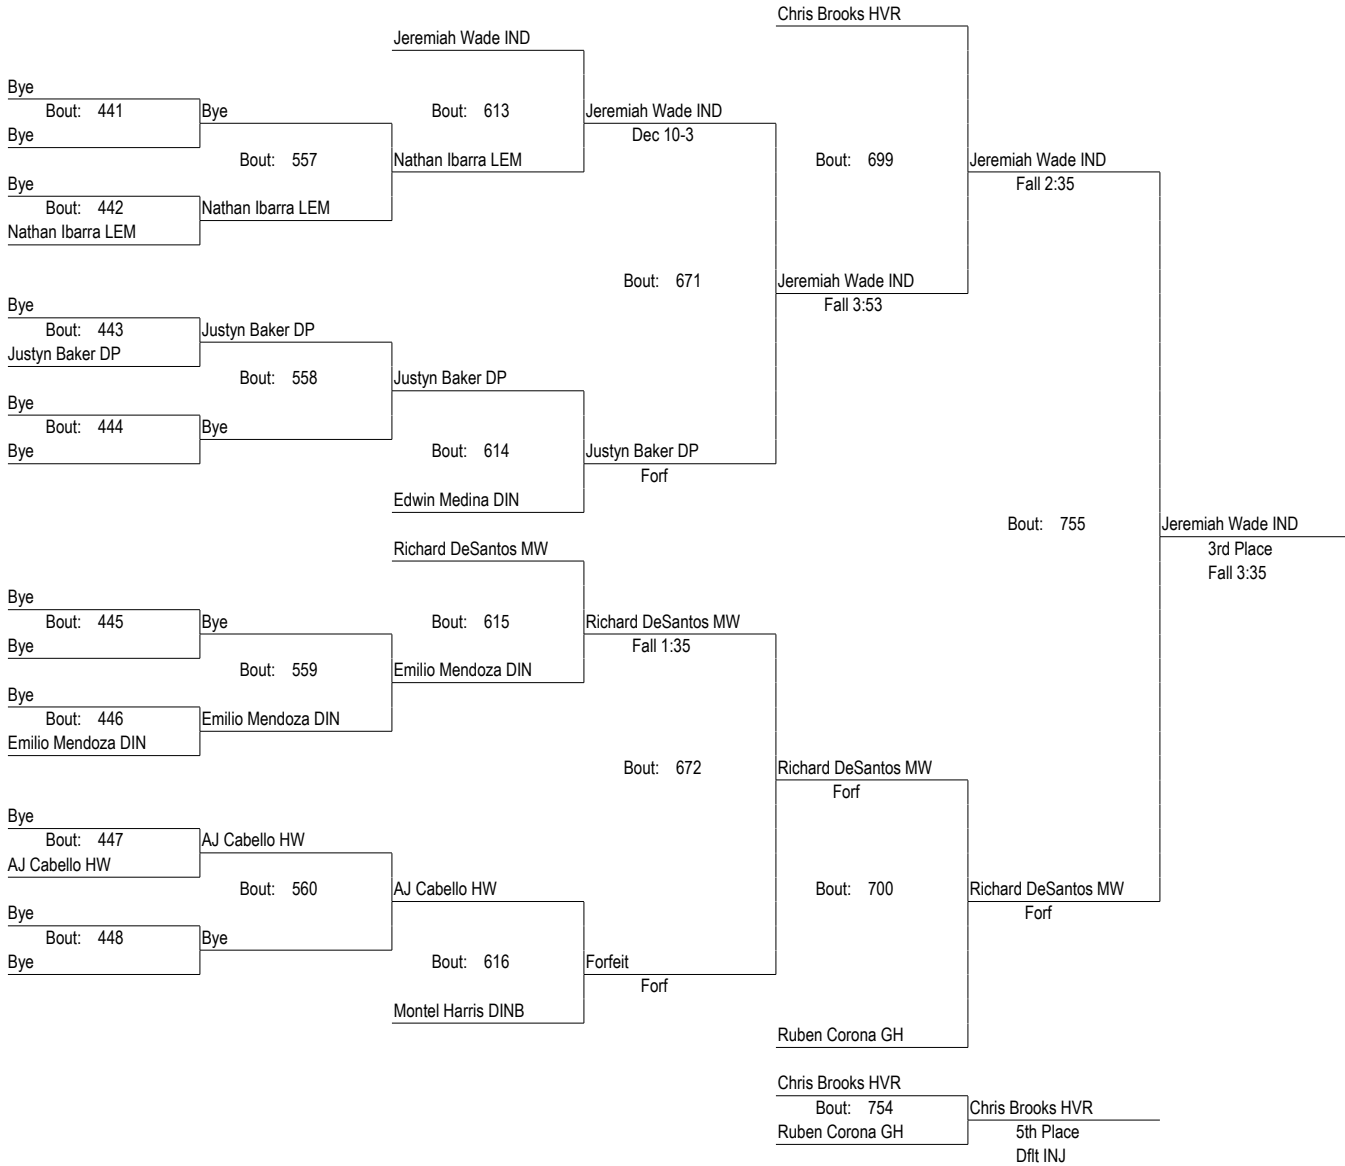 Chris Brooks HVR
Jeremiah Wade IND
Bye
Bout: 441
Bye
Bout: 613
Jeremiah Wade IND
Bye
Dec 10-3
Bout: 557
Nathan Ibarra LEM
Bout: 699
Jeremiah Wade IND
Bye
Fall 2:35
Bout: 442
Nathan Ibarra LEM
Nathan Ibarra LEM
Bout: 671
Jeremiah Wade IND
Bye
Fall 3:53
Bout: 443
Justyn Baker DP
Justyn Baker DP
Bout: 558
Justyn Baker DP
Bye
Bout: 444
Bye
Bye
Bout: 614
Justyn Baker DP
Forf
Edwin Medina DIN
Bout: 755
Jeremiah Wade IND
Richard DeSantos MW
3rd Place
Fall 3:35
Bye
Bout: 445
Bye
Bout: 615
Richard DeSantos MW
Bye
Fall 1:35
Bout: 559
Emilio Mendoza DIN
Bye
Bout: 446
Emilio Mendoza DIN
Emilio Mendoza DIN
Bout: 672
Richard DeSantos MW
Forf
Bye
Bout: 447
AJ Cabello HW
AJ Cabello HW
Bout: 560
AJ Cabello HW
Bout: 700
Richard DeSantos MW
Bye
Forf
Bout: 448
Bye
Bye
Bout: 616
Forfeit
Forf
Montel Harris DINB
Ruben Corona GH
Chris Brooks HVR
Bout: 754
Chris Brooks HVR
Ruben Corona GH
5th Place
Dflt INJ